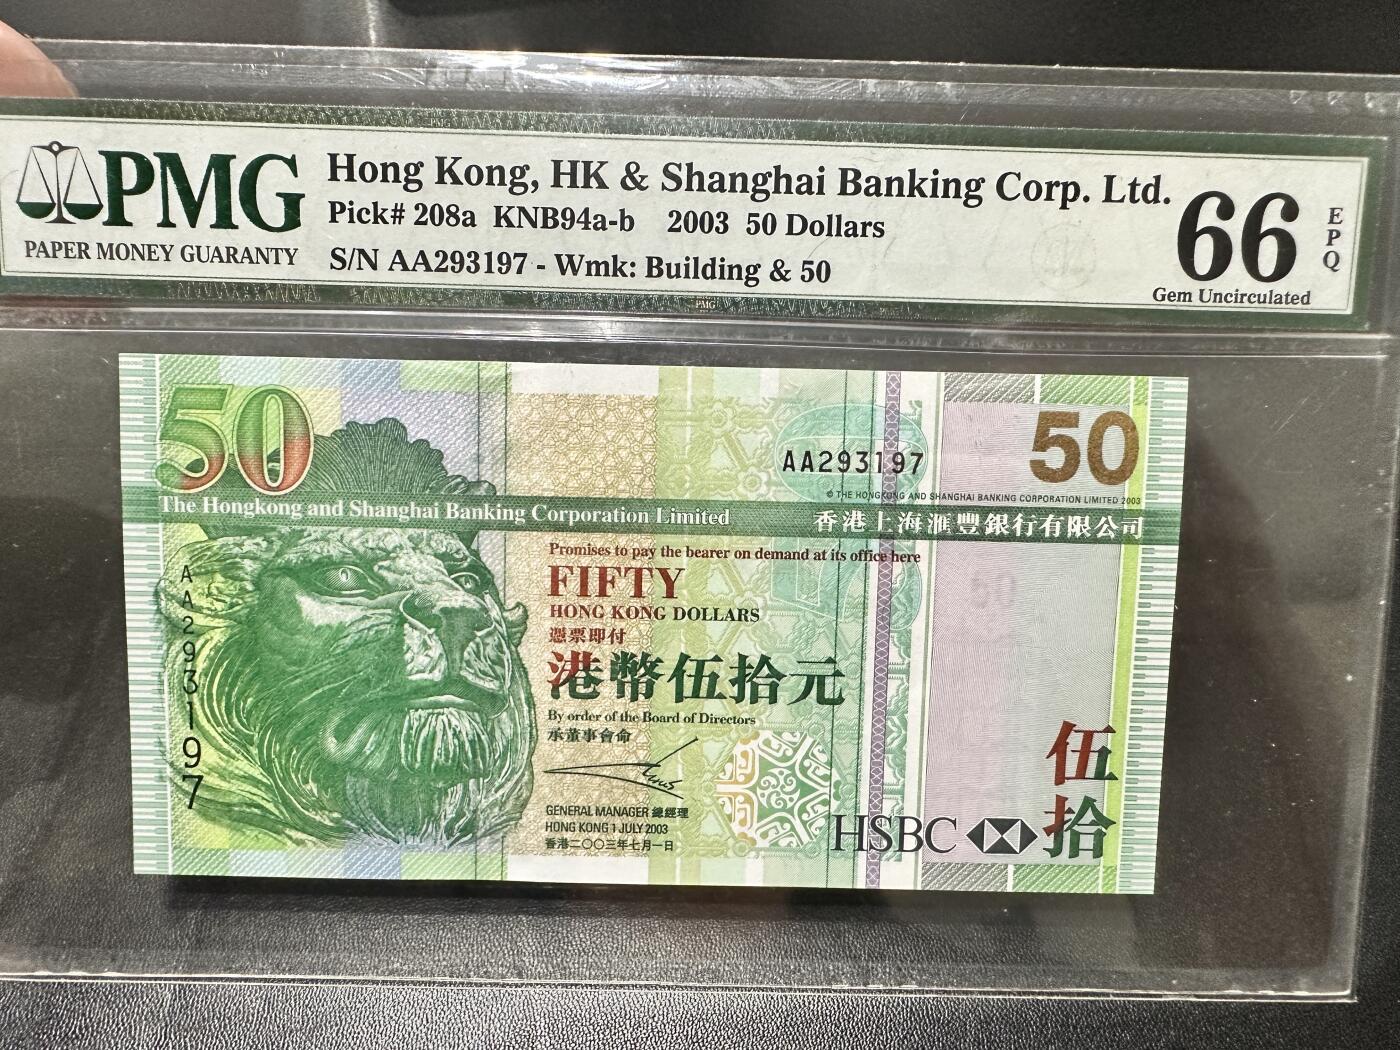 PMG
PAPER MONEY GUARANTY
Hong Kong, HK & Shanghai Banking Corp. Ltd.
Pick# 208a KNB94a-b 2003 50 Dollars
S/N AA293197 - Wmk: Building & 50
66
EPQ
Gem Uncirculated
PMG
50
50
AA293197
© THE HONGKONG AND SHANGHAI BANKING CORPORATION LIMITED 2003
The Hongkong and Shanghai Banking Corporation Limited
香港上海滙豐銀行有限公司
Promises to pay the bearer on demand at its office here
FIFTY
HONG KONG DOLLARS
憑票即付
港幣伍拾元
By order of the Board of Directors
承董事會命
GENERAL MANAGER 總經理
HONG KONG 1 JULY 2003
香港二〇〇三年七月一日
AA293197
HSBC
伍拾